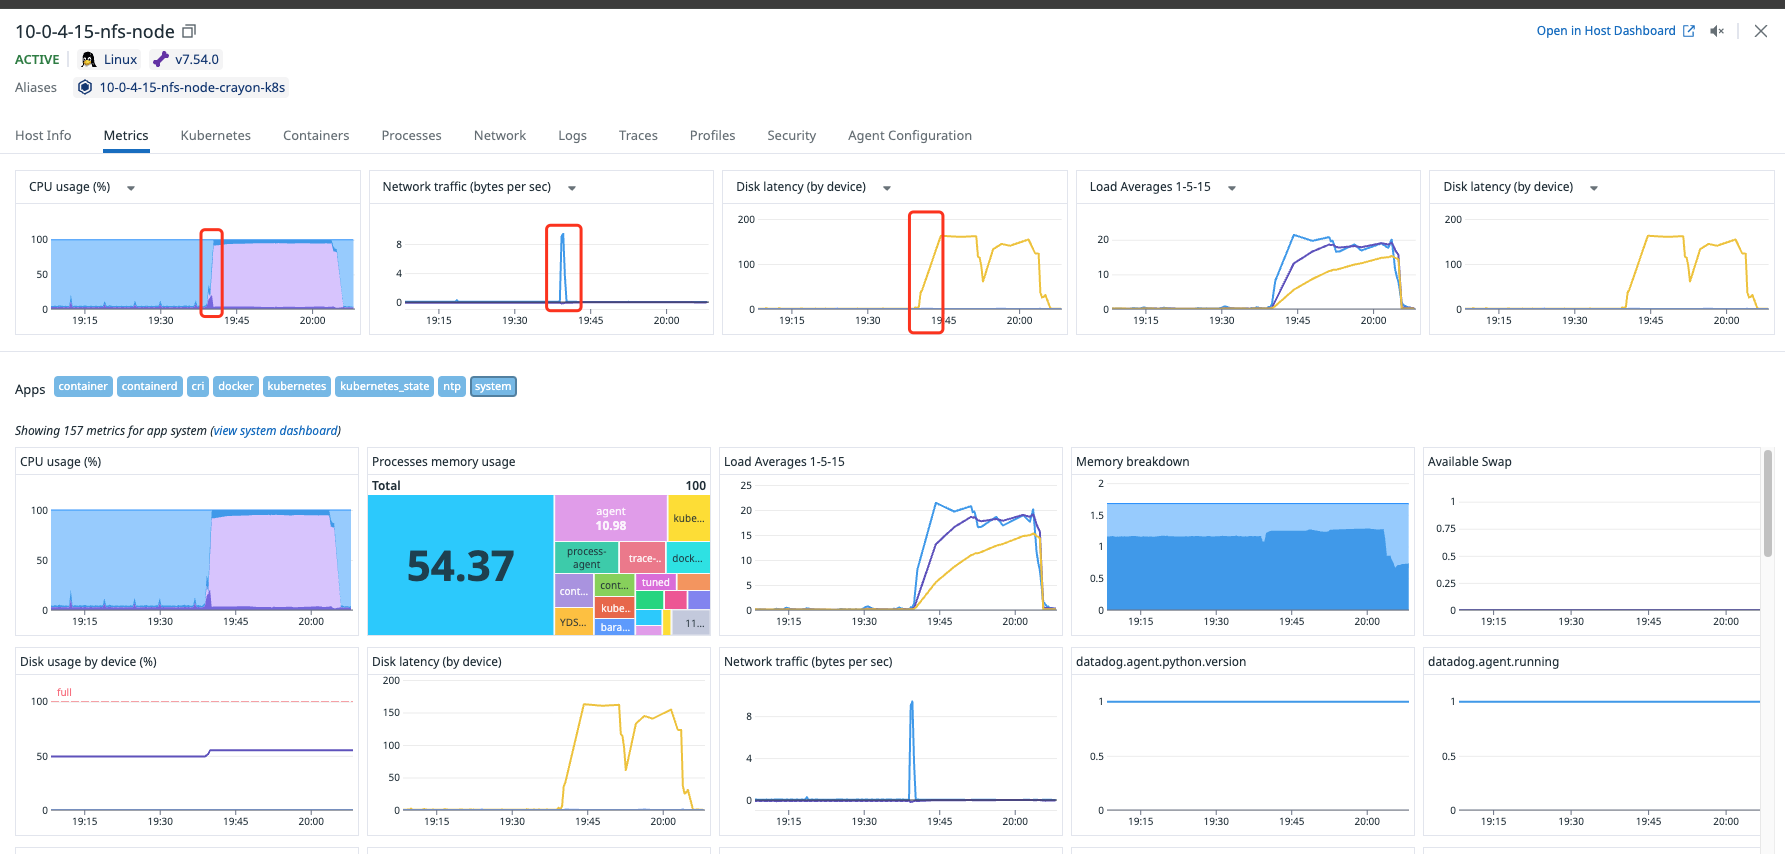 10-0-4-15-nfs-node
Open in Host Dashboard
ACTIVE Linux v7.54.0
Aliases 10-0-4-15-nfs-node-crayon-k8s
Host Info Metrics Kubernetes Containers Processes Network Logs Traces Profiles Security Agent Configuration
CPU usage (%)
100
50
0
19:15 19:30 19:45 20:00
Network traffic (bytes per sec)
8
4
0
19:15 19:30 19:45 20:00
Disk latency (by device)
200
100
0
19:15 19:30 19:45 20:00
Load Averages 1-5-15
20
10
0
19:15 19:30 19:45 20:00
Disk latency (by device)
200
100
0
19:15 19:30 19:45 20:00
Apps container containerd cri docker kubernetes kubernetes_state ntp system
Showing 157 metrics for app system (view system dashboard)
CPU usage (%)
100
50
0
19:15 19:30 19:45 20:00
Processes memory usage
Total 100
54.37
agent
10.98
kube...
process-
agent
trace-..
dock...
cont...
cont...
tuned
kube..
YDS...
bara...
11...
Load Averages 1-5-15
25
20
15
10
5
0
19:15 19:30 19:45 20:00
Memory breakdown
2
1.5
1
0.5
0
19:15 19:30 19:45 20:00
Available Swap
1
0.75
0.5
0.25
0
19:15 19:30 19:45 20:00
Disk usage by device (%)
full
100
50
0
19:15 19:30 19:45 20:00
Disk latency (by device)
200
150
100
50
0
19:15 19:30 19:45 20:00
Network traffic (bytes per sec)
8
4
0
19:15 19:30 19:45 20:00
datadog.agent.python.version
1
0.5
0
19:15 19:30 19:45 20:00
datadog.agent.running
1
0.5
0
19:15 19:30 19:45 20:00